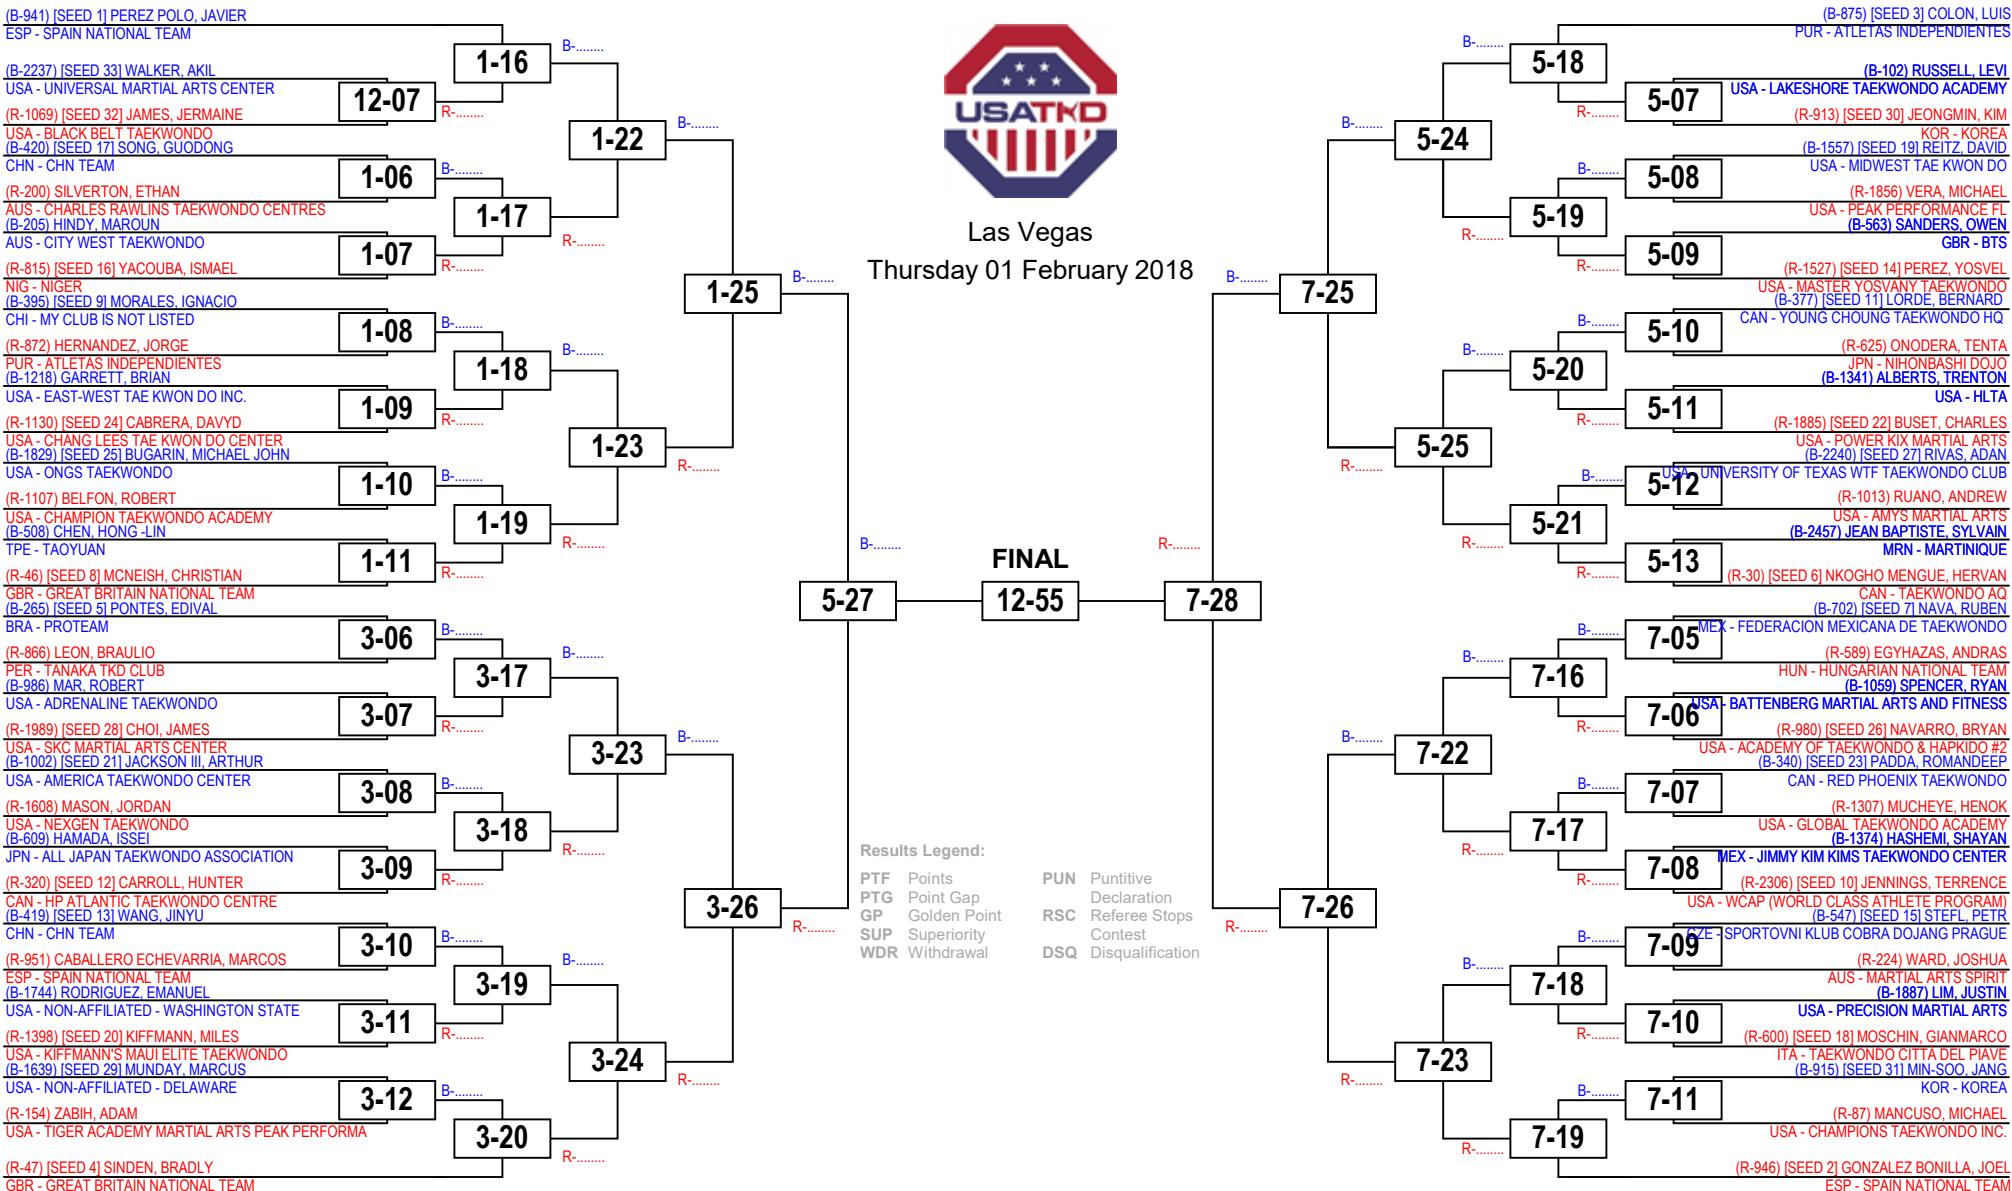 (B-941) [SEED 1] PEREZ POLO, JAVIER
ESP - SPAIN NATIONAL TEAM
(B-2237) [SEED 33] WALKER, AKIL
USA - UNIVERSAL MARTIAL ARTS CENTER
(R-1069) [SEED 32] JAMES, JERMAINE
USA - BLACK BELT TAEKWONDO
(B-420) [SEED 17] SONG, GUODONG
CHN - CHN TEAM
(R-200) SILVERTON, ETHAN
AUS - CHARLES RAWLINS TAEKWONDO CENTRES
(B-205) HINDY, MAROUN
AUS - CITY WEST TAEKWONDO
(R-815) [SEED 16] YACOUBA, ISMAEL
NIG - NIGER
(B-395) [SEED 9] MORALES, IGNACIO
CHI - MY CLUB IS NOT LISTED
(R-872) HERNANDEZ, JORGE
PUR - ATLETAS INDEPENDIENTES
(B-1218) GARRETT, BRIAN
USA - EAST-WEST TAE KWON DO INC.
(R-1130) [SEED 24] CABRERA, DAVYD
USA - CHANG LEES TAE KWON DO CENTER
(B-1829) [SEED 25] BUGARIN, MICHAEL JOHN
USA - ONGS TAEKWONDO
(R-1107) BELFON, ROBERT
USA - CHAMPION TAEKWONDO ACADEMY
(B-508) CHEN, HONG -LIN
TPE - TAOYUAN
(R-46) [SEED 8] MCNEISH, CHRISTIAN
GBR - GREAT BRITAIN NATIONAL TEAM
(B-265) [SEED 5] PONTES, EDIVAL
BRA - PROTEAM
(R-866) LEON, BRAULIO
PER - TANAKA TKD CLUB
(B-986) MAR, ROBERT
USA - ADRENALINE TAEKWONDO
(R-1989) [SEED 28] CHOI, JAMES
USA - SKC MARTIAL ARTS CENTER
(B-1002) [SEED 21] JACKSON III, ARTHUR
USA - AMERICA TAEKWONDO CENTER
(R-1608) MASON, JORDAN
USA - NEXGEN TAEKWONDO
(B-609) HAMADA, ISSEI
JPN - ALL JAPAN TAEKWONDO ASSOCIATION
(R-320) [SEED 12] CARROLL, HUNTER
CAN - HP ATLANTIC TAEKWONDO CENTRE
(B-419) [SEED 13] WANG, JINYU
CHN - CHN TEAM
(R-951) CABALLERO ECHEVARRIA, MARCOS
ESP - SPAIN NATIONAL TEAM
(B-1744) RODRIGUEZ, EMANUEL
USA - NON-AFFILIATED - WASHINGTON STATE
(R-1398) [SEED 20] KIFFMANN, MILES
USA - KIFFMANN'S MAUI ELITE TAEKWONDO
(B-1639) [SEED 29] MUNDAY, MARCUS
USA - NON-AFFILIATED - DELAWARE
(R-154) ZABIH, ADAM
USA - TIGER ACADEMY MARTIAL ARTS PEAK PERFORMA
(R-47) [SEED 4] SINDEN, BRADLY
GBR - GREAT BRITAIN NATIONAL TEAM
12-07
1-06
1-07
1-08
1-09
1-10
1-11
3-06
3-07
3-08
3-09
3-10
3-11
3-12
R-........
B-........
R-........
B-........
R-........
B-........
R-........
B-........
R-........
B-........
R-........
B-........
R-........
B-........
1-16
1-17
1-18
1-19
3-17
3-18
3-19
3-20
B-........
R-........
B-........
R-........
B-........
R-........
B-........
R-........
1-22
1-23
3-23
3-24
B-........
R-........
B-........
R-........
1-25
3-26
B-........
R-........
5-27
B-........
USATKD
Las Vegas
Thursday 01 February 2018
FINAL
12-55
Results Legend:
PTF Points
PTG Point Gap
GP Golden Point
SUP Superiority
WDR Withdrawal
PUN Puntitive Declaration
RSC Referee Stops Contest
DSQ Disqualification
R-........
7-28
B-........
R-........
7-25
7-26
B-........
R-........
B-........
R-........
5-24
5-25
7-22
7-23
B-........
R-........
B-........
R-........
B-........
R-........
B-........
R-........
5-18
5-19
5-20
5-21
7-16
7-17
7-18
7-19
R-........
B-........
R-........
B-........
R-........
B-........
R-........
B-........
R-........
B-........
R-........
B-........
R-........
B-........
5-07
5-08
5-09
5-10
5-11
5-12
5-13
7-05
7-06
7-07
7-08
7-09
7-10
7-11
(B-875) [SEED 3] COLON, LUIS
PUR - ATLETAS INDEPENDIENTES
(B-102) RUSSELL, LEVI
USA - LAKESHORE TAEKWONDO ACADEMY
(R-913) [SEED 30] JEONGMIN, KIM
KOR - KOREA
(B-1557) [SEED 19] REITZ, DAVID
USA - MIDWEST TAE KWON DO
(R-1856) VERA, MICHAEL
USA - PEAK PERFORMANCE FL
(B-563) SANDERS, OWEN
GBR - BTS
(R-1527) [SEED 14] PEREZ, YOSVEL
USA - MASTER YOSVANY TAEKWONDO
(B-377) [SEED 11] LORDE, BERNARD
CAN - YOUNG CHOUNG TAEKWONDO HQ
(R-625) ONODERA, TENTA
JPN - NIHONBASHI DOJO
(B-1341) ALBERTS, TRENTON
USA - HLTA
(R-1885) [SEED 22] BUSET, CHARLES
USA - POWER KIX MARTIAL ARTS
(B-2240) [SEED 27] RIVAS, ADAN
USA - UNIVERSITY OF TEXAS WTF TAEKWONDO CLUB
(R-1013) RUANO, ANDREW
USA - AMYS MARTIAL ARTS
(B-2457) JEAN BAPTISTE, SYLVAIN
MRN - MARTINIQUE
(R-30) [SEED 6] NKOGHO MENGUE, HERVAN
CAN - TAEKWONDO AQ
(B-702) [SEED 7] NAVA, RUBEN
MEX - FEDERACION MEXICANA DE TAEKWONDO
(R-589) EGYHAZAS, ANDRAS
HUN - HUNGARIAN NATIONAL TEAM
(B-1059) SPENCER, RYAN
USA - BATTENBERG MARTIAL ARTS AND FITNESS
(R-980) [SEED 26] NAVARRO, BRYAN
USA - ACADEMY OF TAEKWONDO & HAPKIDO #2
(B-340) [SEED 23] PADDA, ROMANDEEP
CAN - RED PHOENIX TAEKWONDO
(R-1307) MUCHEYE, HENOK
USA - GLOBAL TAEKWONDO ACADEMY
(B-1374) HASHEMI, SHAYAN
MEX - JIMMY KIM KIMS TAEKWONDO CENTER
(R-2306) [SEED 10] JENNINGS, TERRENCE
USA - WCAP (WORLD CLASS ATHLETE PROGRAM)
(B-547) [SEED 15] STEFL, PETR
CZE - SPORTOVNI KLUB COBRA DOJANG PRAGUE
(R-224) WARD, JOSHUA
AUS - MARTIAL ARTS SPIRIT
(B-1887) LIM, JUSTIN
USA - PRECISION MARTIAL ARTS
(R-600) [SEED 18] MOSCHIN, GIANMARCO
ITA - TAEKWONDO CITTA DEL PIAVE
(B-915) [SEED 31] MIN-SOO, JANG
KOR - KOREA
(R-87) MANCUSO, MICHAEL
USA - CHAMPIONS TAEKWONDO INC.
(R-946) [SEED 2] GONZALEZ BONILLA, JOEL
ESP - SPAIN NATIONAL TEAM